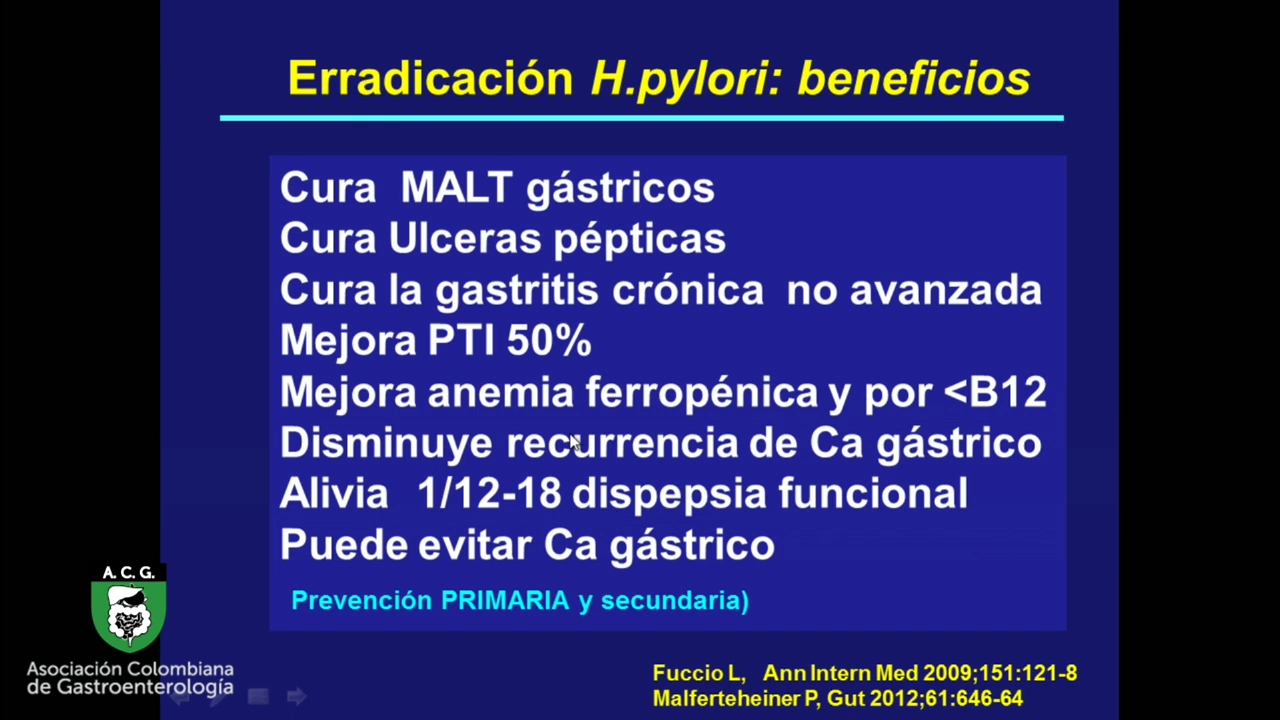 Erradicación H.pylori: beneficios
Cura MALT gástricos
Cura Ulceras pépticas
Cura la gastritis crónica no avanzada
Mejora PTI 50%
Mejora anemia ferropénica y por <B12
Disminuye recurrencia de Ca gástrico
Alivia 1/12-18 dispepsia funcional
Puede evitar Ca gástrico
Prevención PRIMARIA y secundaria)
A. C. G.
Asociación Colombiana
de Gastroenterología
Fuccio L, Ann Intern Med 2009;151:121-8
Malferteheiner P, Gut 2012;61:646-64